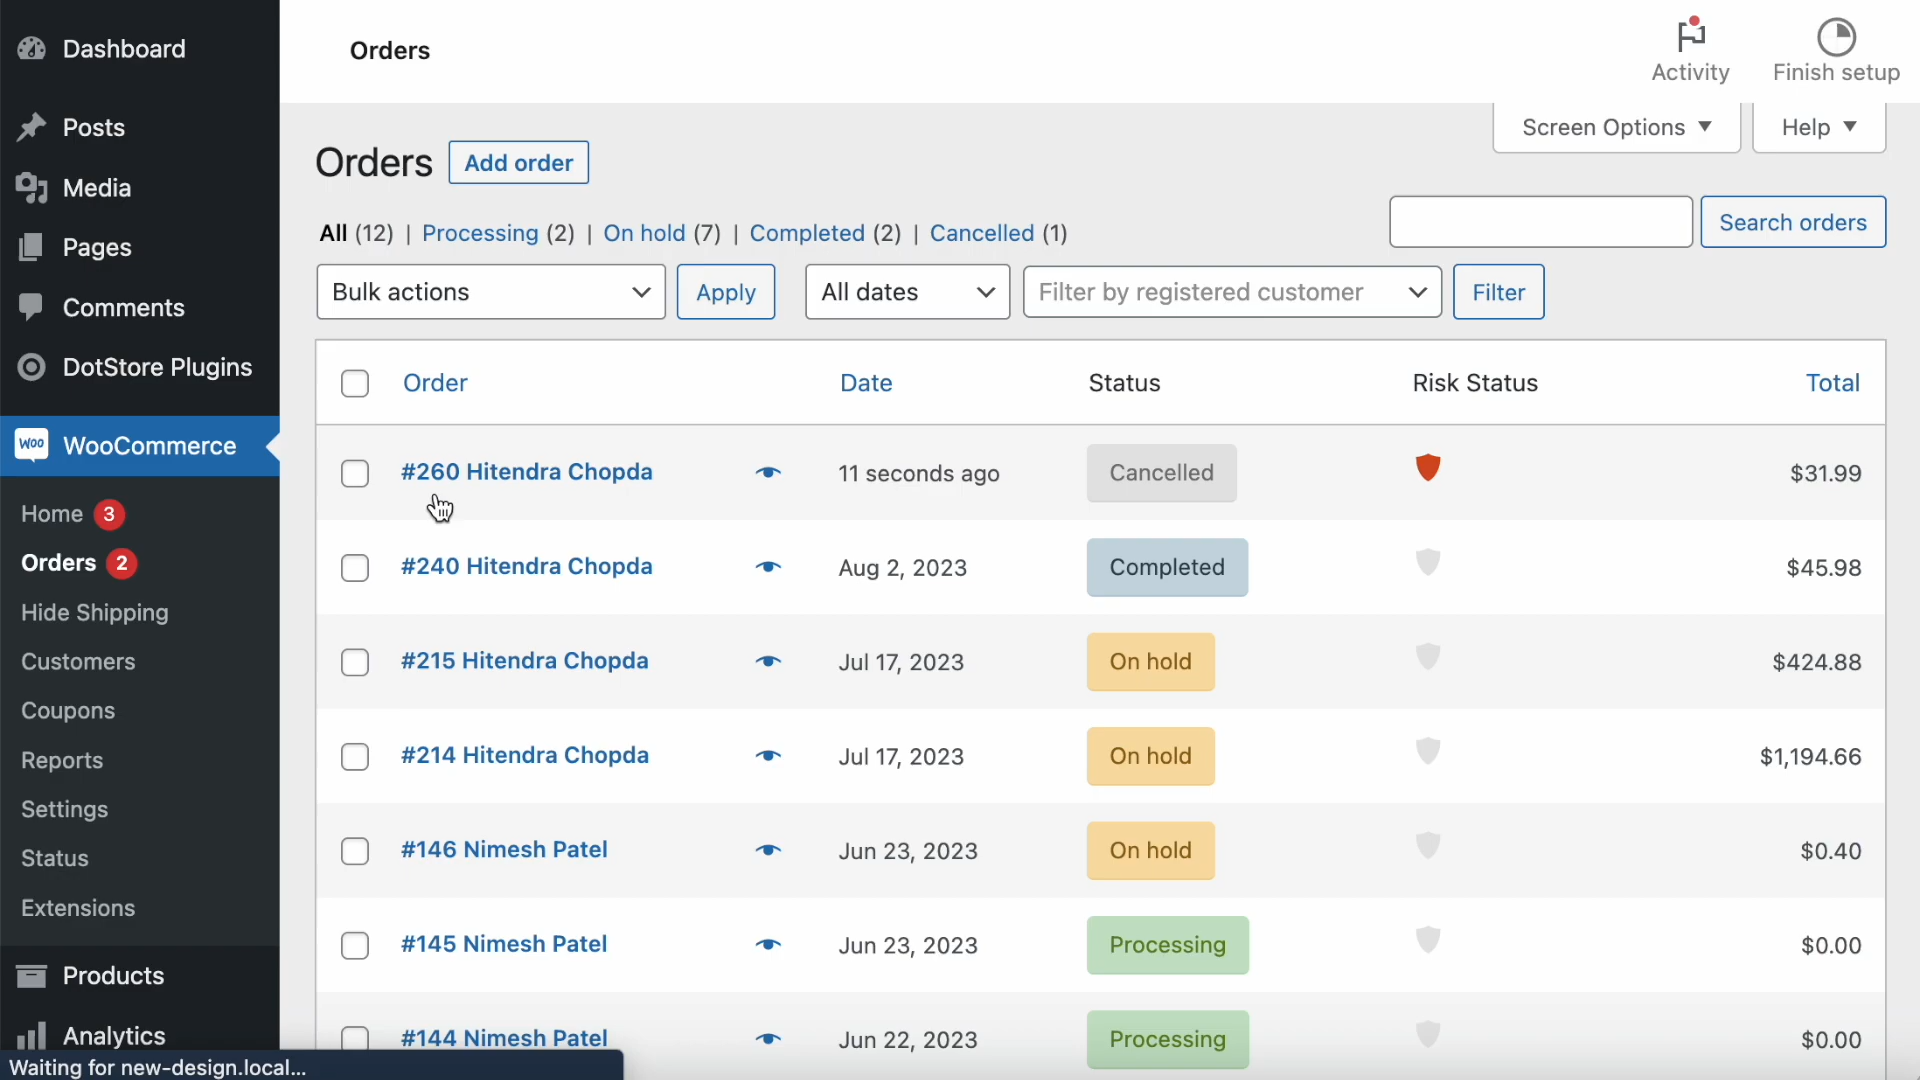 Dashboard
Posts
Media
Pages
Comments
DotStore Plugins
WOO WooCommerce
Home 3
Orders 2
Hide Shipping
Customers
Coupons
Reports
Settings
Status
Extensions
Products
Analytics
Waiting for new-design.local...
Orders
Activity
Finish setup
Screen Options ▼
Help ▼
Orders Add order
All (12) | Processing (2) | On hold (7) | Completed (2) | Cancelled (1)
Search orders
Bulk actions Apply All dates Filter by registered customer Filter
Order Date Status Risk Status Total
#260 Hitendra Chopda 11 seconds ago Cancelled $31.99
#240 Hitendra Chopda Aug 2, 2023 Completed $45.98
#215 Hitendra Chopda Jul 17, 2023 On hold $424.88
#214 Hitendra Chopda Jul 17, 2023 On hold $1,194.66
#146 Nimesh Patel Jun 23, 2023 On hold $0.40
#145 Nimesh Patel Jun 23, 2023 Processing $0.00
#144 Nimesh Patel Jun 22, 2023 Processing $0.00